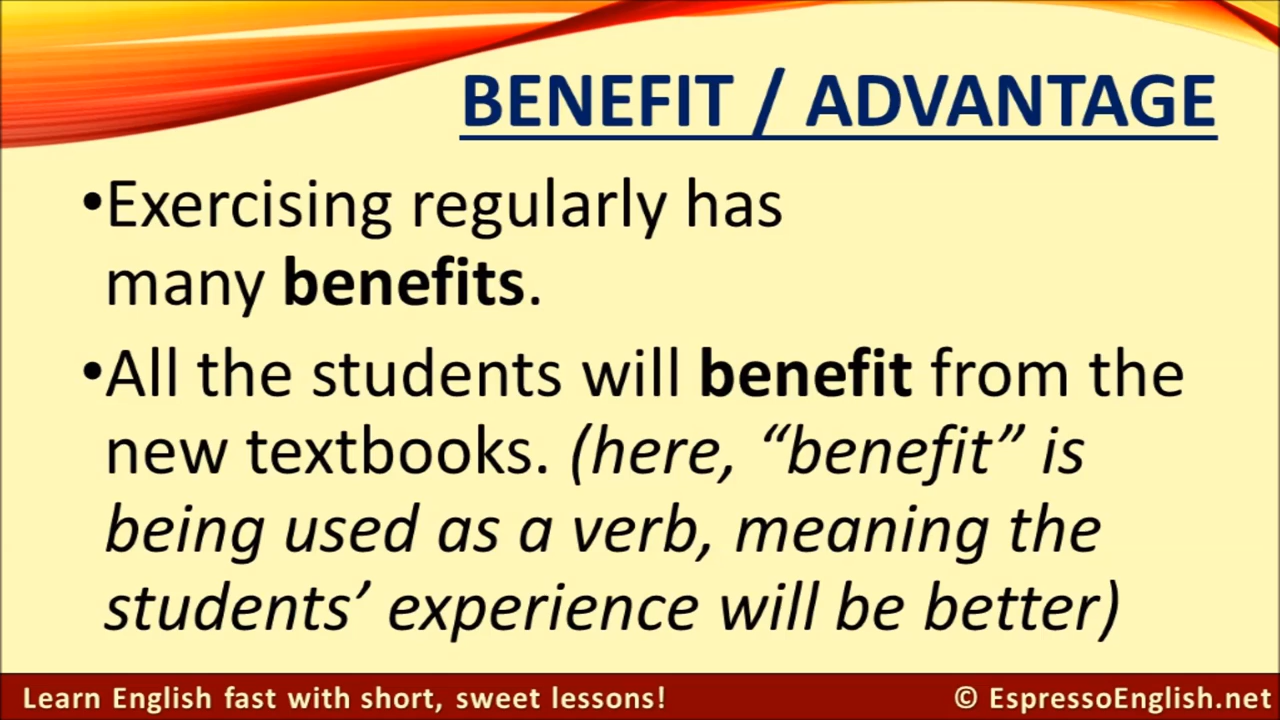 BENEFIT / ADVANTAGE
•Exercising regularly has
many benefits.
•All the students will benefit from the
new textbooks. (here, “benefit” is
being used as a verb, meaning the
students’ experience will be better)
Learn English fast with short, sweet lessons!
© EspressoEnglish.net